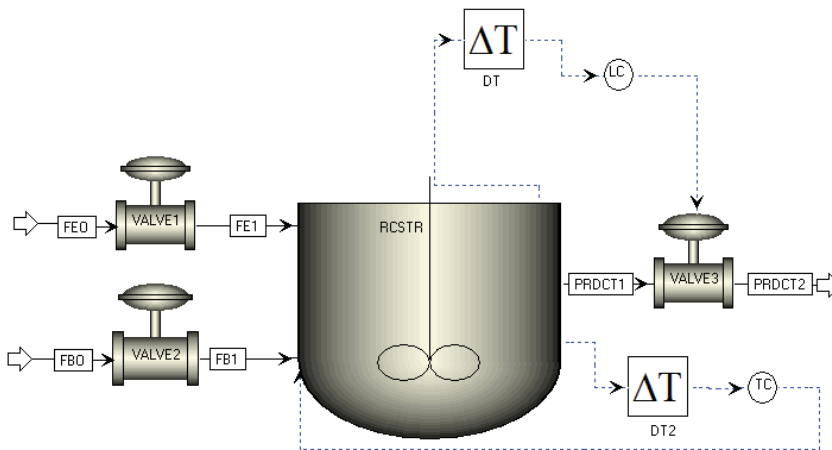 ΔT
DT
LC
VALVE1
FE0
FE1
RCSTR
VALVE3
PRDCT1
PRDCT2
VALVE2
FB0
FB1
ΔT
TC
DT2